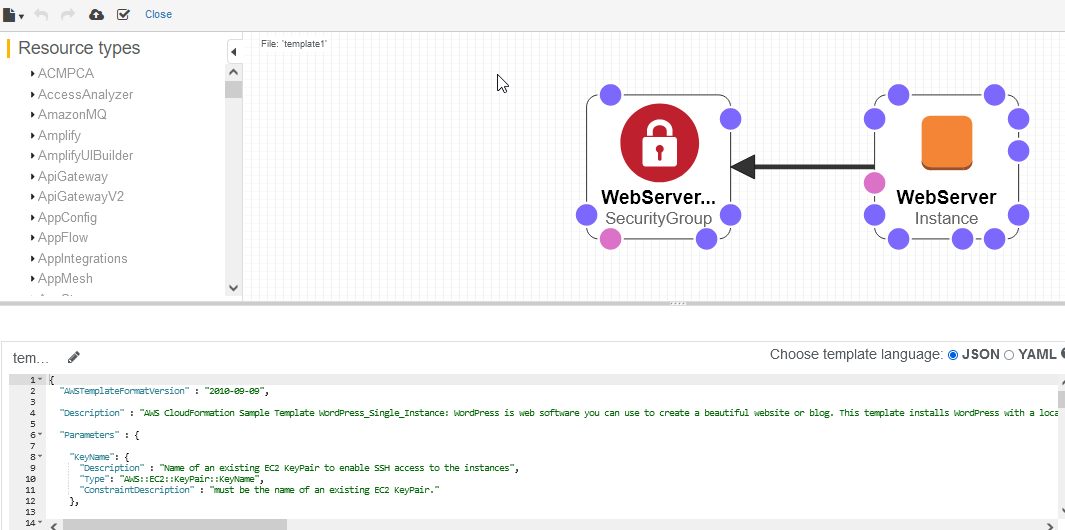 Close
Resource types
ACMPCA
AccessAnalyzer
AmazonMQ
Amplify
AmplifyUIBuilder
ApiGateway
ApiGatewayV2
AppConfig
AppFlow
AppIntegrations
AppMesh
File: 'template1'
WebServer...
SecurityGroup
WebServer
Instance
tem...
Choose template language: JSON YAML
1 {
2 "AWSTemplateFormatVersion" : "2010-09-09",
3
4 "Description" : "AWS CloudFormation Sample Template WordPress_Single_Instance: WordPress is web software you can use to create a beautiful website or blog. This template installs WordPress with a loca
5
6 "Parameters" : {
7
8 "KeyName": {
9 "Description" : "Name of an existing EC2 KeyPair to enable SSH access to the instances",
10 "Type": "AWS::EC2::KeyPair::KeyName",
11 "ConstraintDescription" : "must be the name of an existing EC2 KeyPair."
12 },
13
14